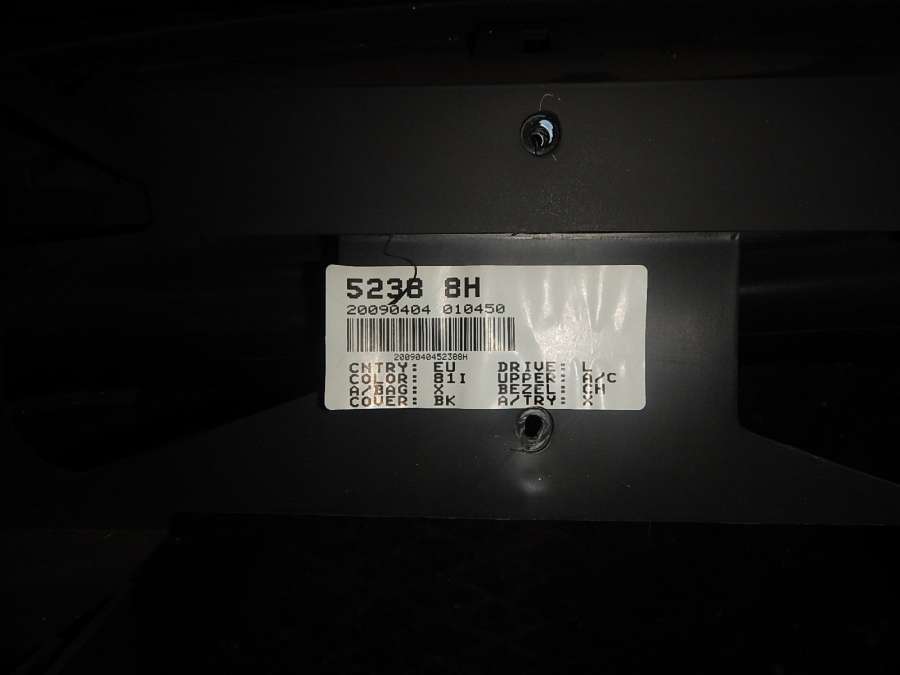 5238 8H
20090404 010450
2009040452388H
CNTRY: EU DRIVE: L
COLOR: 81I UPPER: A/C
A/BAG: X BEZEL: CH
COVER: BK A/TRY: X